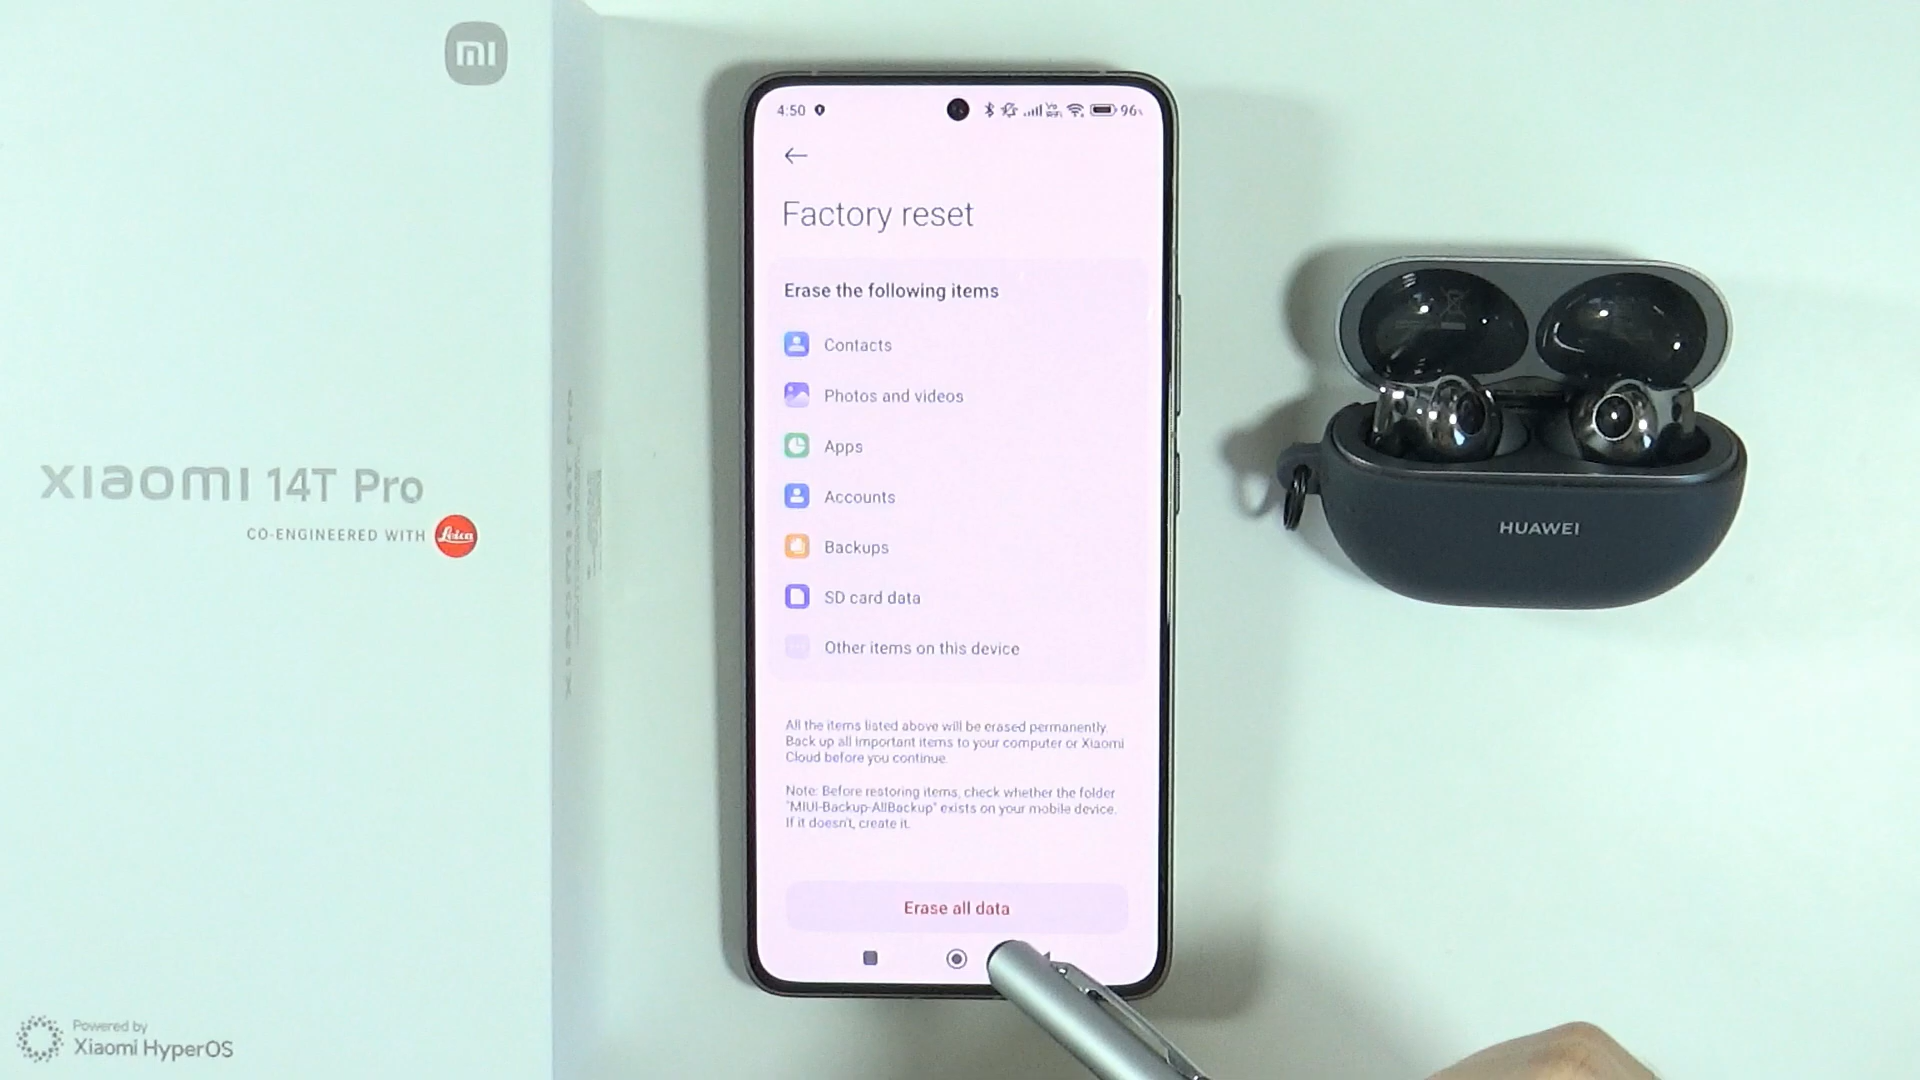 mi
xiaomi 14T Pro
CO-ENGINEERED WITH Leica
Powered by
Xiaomi HyperOS
4:50
96%
Factory reset
Erase the following items
Contacts
Photos and videos
Apps
Accounts
Backups
SD card data
Other items on this device
All the items listed above will be erased permanently.
Back up all important items to your computer or Xiaomi
Cloud before you continue.
Note: Before restoring items, check whether the folder
"MIUI-Backup-AllBackup" exists on your mobile device.
If it doesn't, create it.
Erase all data
HUAWEI